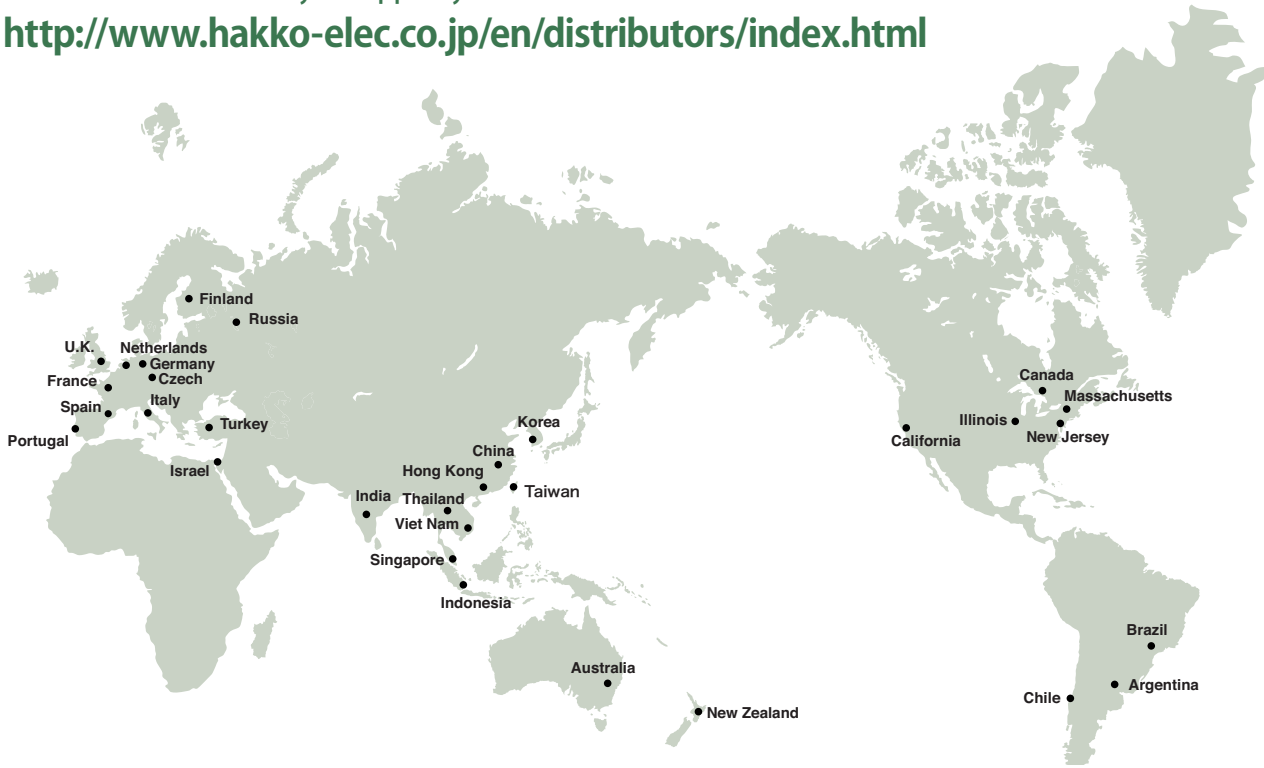 http://www.hakko-elec.co.jp/en/distributors/index.html
Finland
Russia
U.K.
Netherlands
Germany
France
Czech
Spain
Italy
Turkey
Portugal
Israel
Korea
China
Hong Kong
Taiwan
India
Thailand
Viet Nam
Singapore
Indonesia
Australia
New Zealand
Canada
Massachusetts
Illinois
New Jersey
California
Brazil
Argentina
Chile